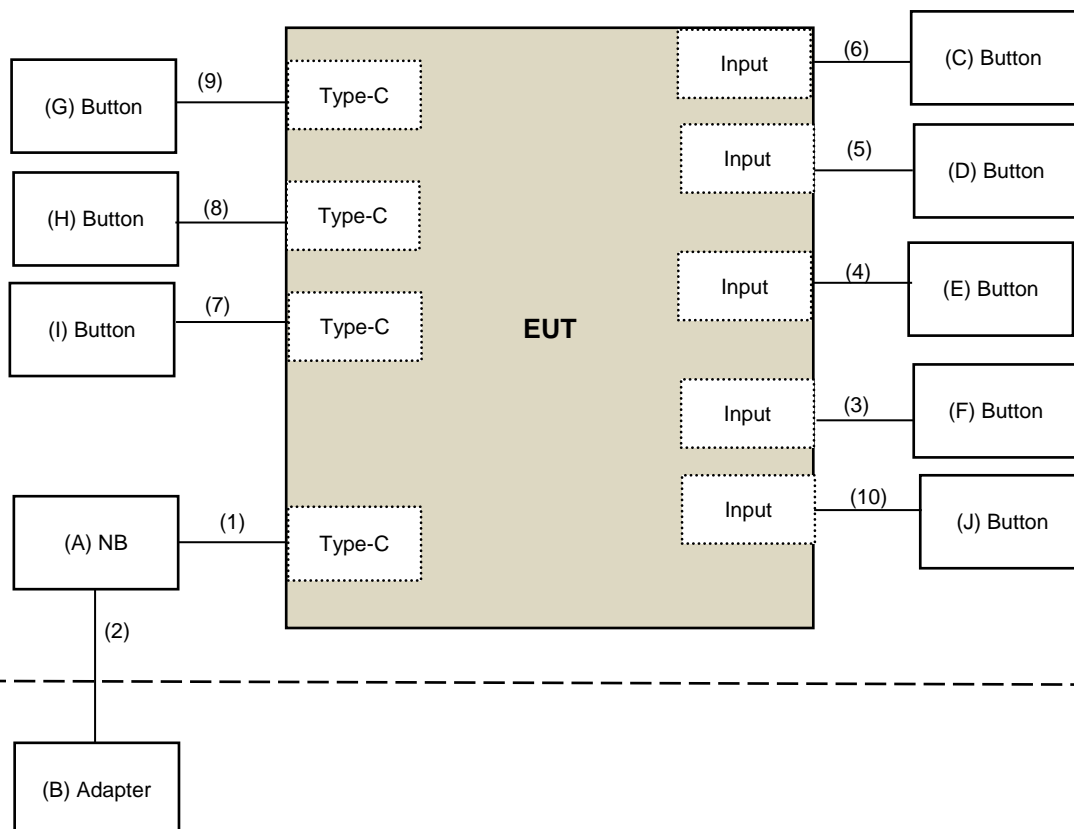 (6)
(C) Button
Input
(9)
Type-C
(G) Button
(5)
Input
(D) Button
(8)
(H) Button
Type-C
(4)
Input
(E) Button
(7)
(I) Button
Type-C
EUT
(3)
Input
(F) Button
(10)
Input
(J) Button
(1)
(A) NB
Type-C
(2)
(B) Adapter